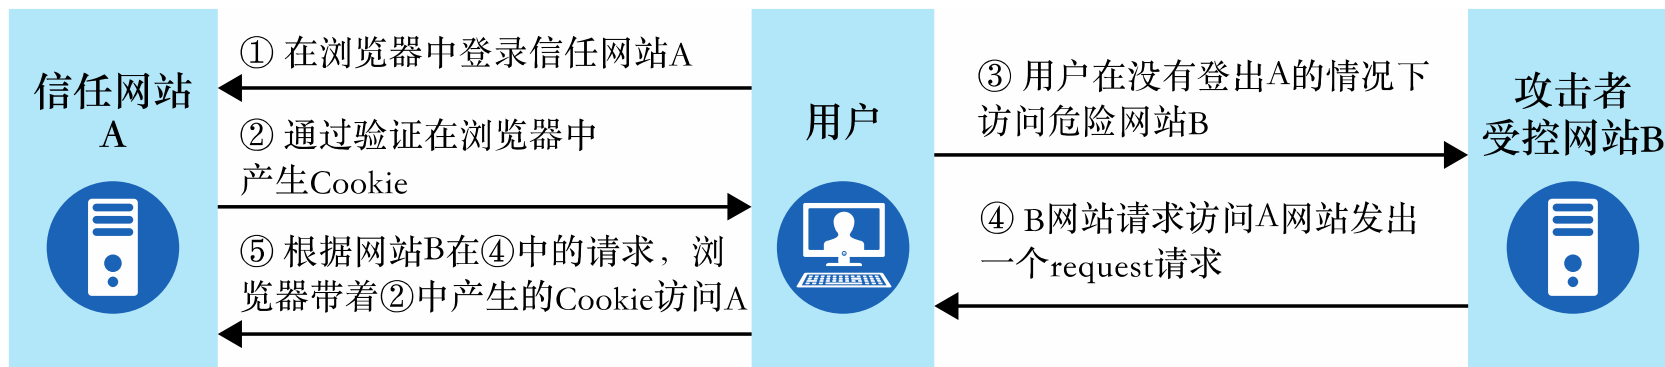 信任网站
A
① 在浏览器中登录信任网站A
② 通过验证在浏览器中
产生Cookie
⑤ 根据网站B在④中的请求，浏
览器带着②中产生的Cookie访问A
用户
③ 用户在没有登出A的情况下
访问危险网站B
④ B网站请求访问A网站发出
一个request请求
攻击者
受控网站B